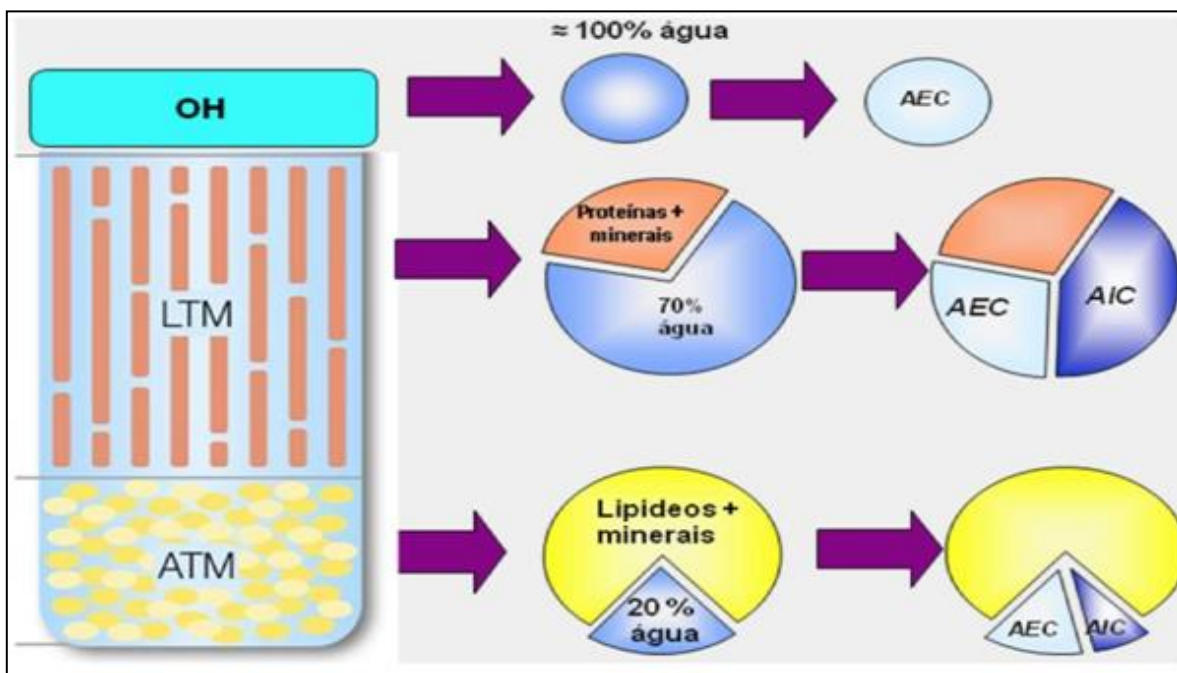 ≈ 100% água
OH
AEC
LTM
Proteínas +
minerais
70%
água
AEC
AIC
ATM
Lipideos +
minerais
20 %
água
AEC
AIC